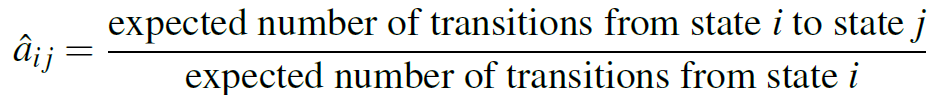 â_ij = expected number of transitions from state i to state j
expected number of transitions from state i